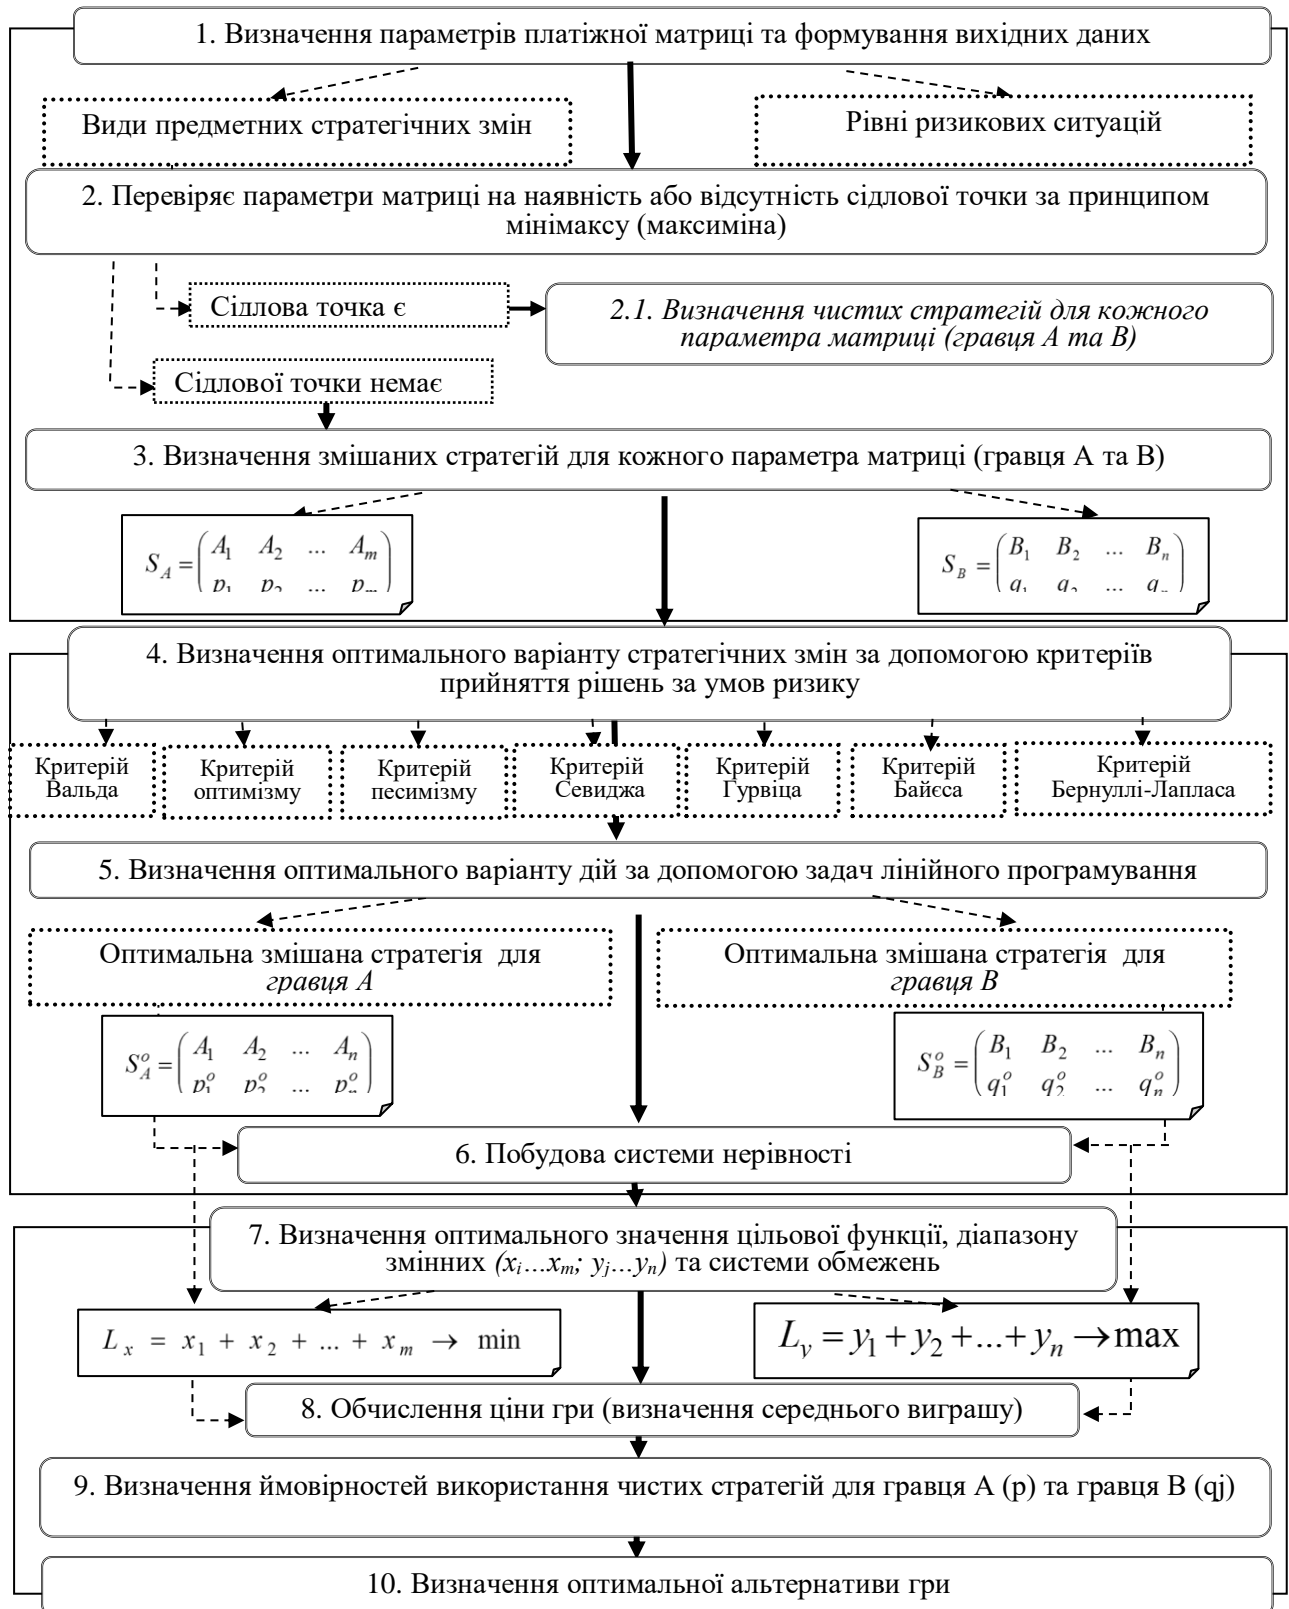 1. Визначення параметрів платіжної матриці та формування вихідних даних
Види предметних стратегічних змін
Рівні ризикових ситуацій
2. Перевіряє параметри матриці на наявність або відсутність сідлової точки за принципом
мінімаксу (максиміна)
Сідлова точка є
2.1. Визначення чистих стратегій для кожного
параметра матриці (гравця А та В)
Сідлової точки немає
3. Визначення змішаних стратегій для кожного параметра матриці (гравця А та В)
S_A = ( A_1 A_2 ... A_m
p_1 p_2 ... p_m )
S_B = ( B_1 B_2 ... B_n
q_1 q_2 ... q_n )
4. Визначення оптимального варіанту стратегічних змін за допомогою критеріїв
прийняття рішень за умов ризику
Критерій
Вальда
Критерій
оптимізму
Критерій
песимізму
Критерій
Севиджа
Критерій
Гурвіца
Критерій
Байєса
Критерій
Бернуллі-Лапласа
5. Визначення оптимального варіанту дій за допомогою задач лінійного програмування
Оптимальна змішана стратегія для
гравця А
Оптимальна змішана стратегія для
гравця В
S_A^o = ( A_1 A_2 ... A_n
p_1^o p_2^o ... p_n^o )
S_B^o = ( B_1 B_2 ... B_n
q_1^o q_2^o ... q_n^o )
6. Побудова системи нерівності
7. Визначення оптимального значення цільової функції, діапазону
змінних (x_i...x_m; y_j...y_n) та системи обмежень
L_x = x_1 + x_2 + ... + x_m → min
L_y = y_1 + y_2 + ... + y_n → max
8. Обчислення ціни гри (визначення середнього виграшу)
9. Визначення ймовірностей використання чистих стратегій для гравця А (p) та гравця В (qj)
10. Визначення оптимальної альтернативи гри